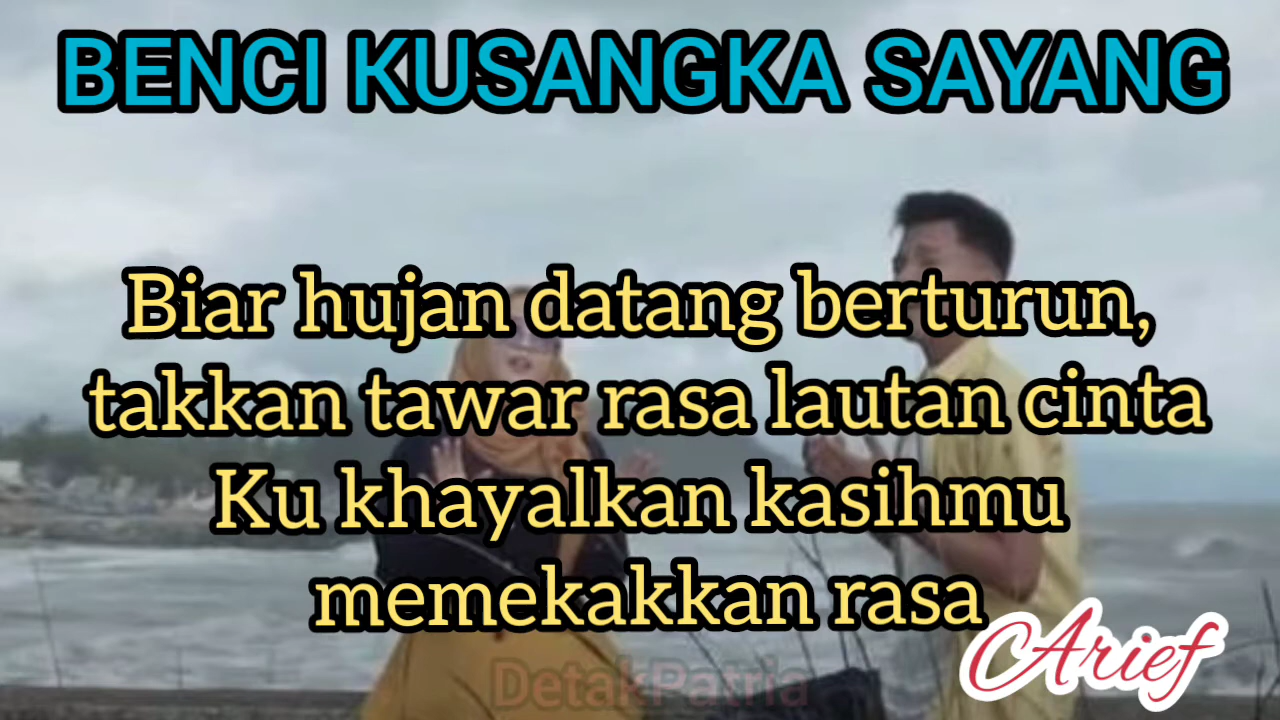 BENCI KUSANGKA SAYANG
Biar hujan datang berturun,
takkan tawar rasa lautan cinta
Ku khayalkan kasihmu
memekakkan rasa
Arief
DetakPatria